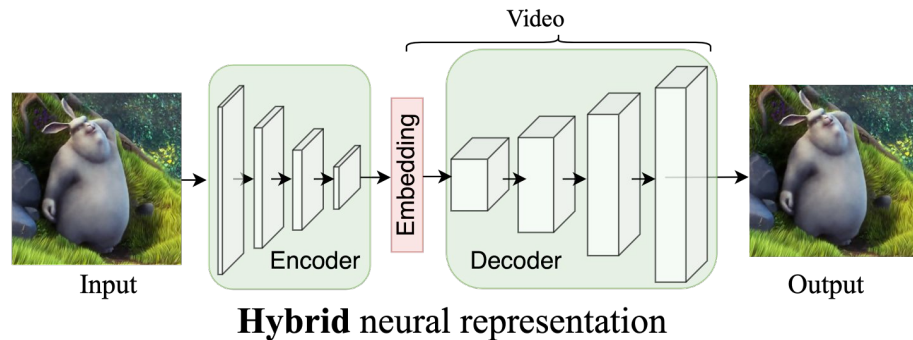 Video
Embedding
Encoder
Decoder
Input
Output
Hybrid neural representation